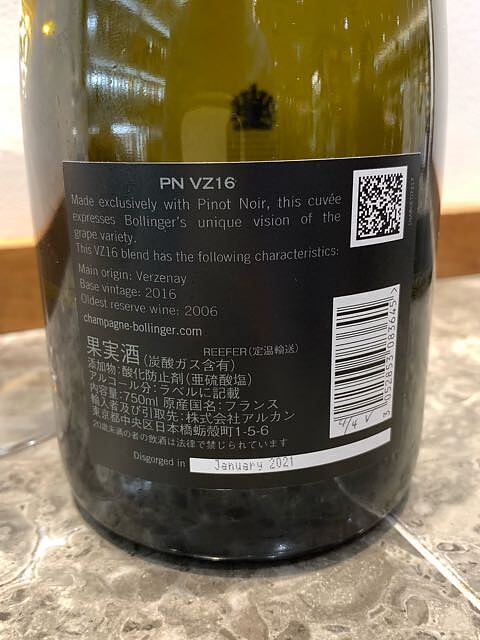 PN VZ16
Made exclusively with Pinot Noir, this cuvée
expresses Bollinger's unique vision of the
grape variety.
This VZ16 blend has the following characteristics:
Main origin: Verzenay
Base vintage: 2016
Oldest reserve wine: 2006
champagne-bollinger.com
果実酒(炭酸ガス含有) REEFER(定温輸送)
添加物:酸化防止剤(亜硫酸塩)
アルコール分:ラベルに記載
内容量:750ml 原産国名:フランス
輸入者及び引取先:株式会社アルカン
東京都中央区日本橋蛎殻町1-5-6
20歳未満の者の飲酒は法律で禁じられています
Disgorged in January 2021
3 052853 083645 >
4/4 V